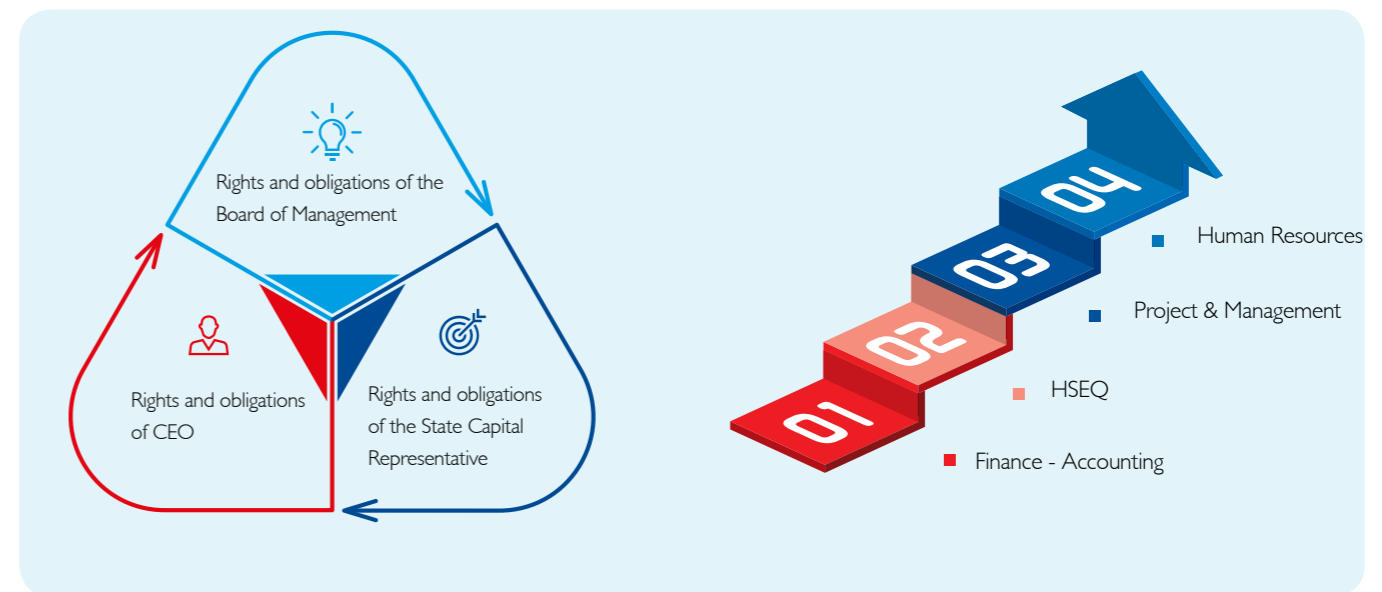 Rights and obligations of the
Board of Management
Rights and obligations
of CEO
Rights and obligations
of the State Capital
Representative
04
Human Resources
03
Project & Management
02
HSEQ
01
Finance - Accounting